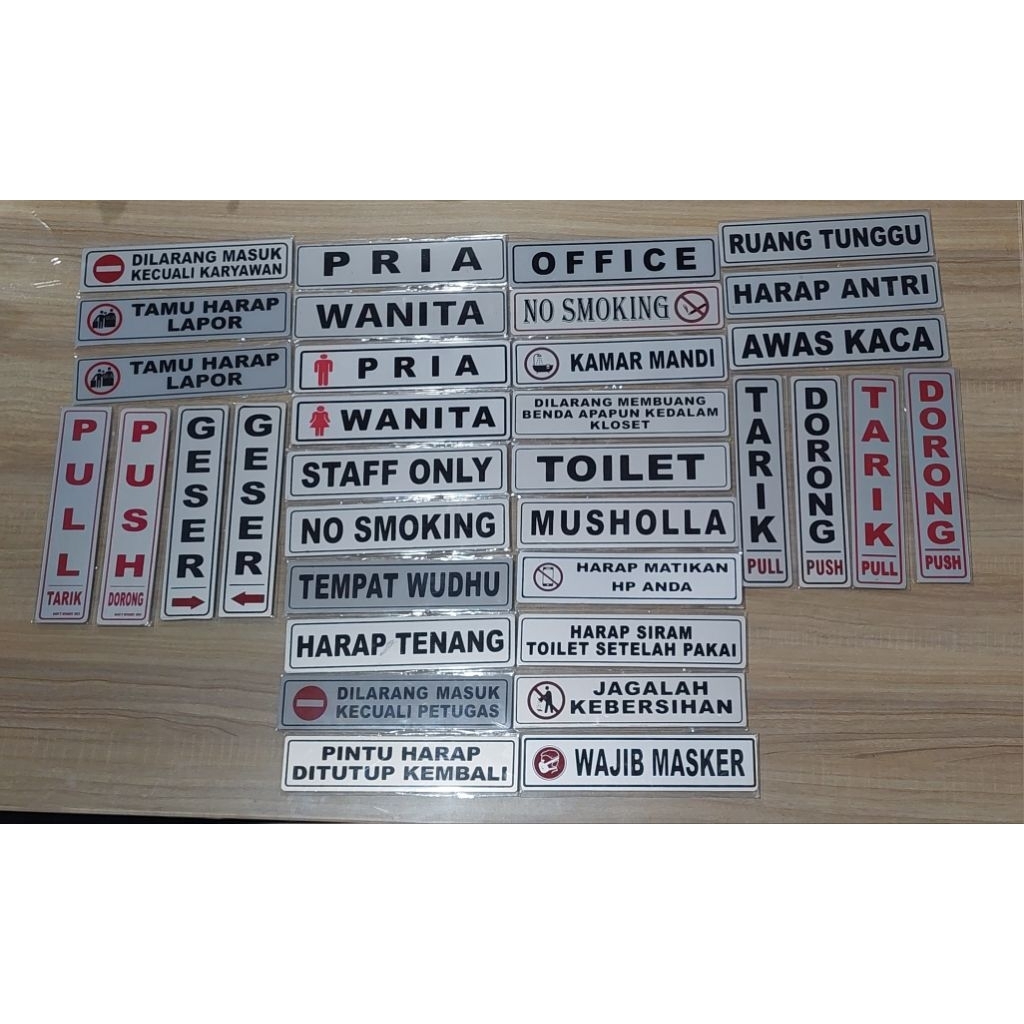 DILARANG MASUK
KECUALI KARYAWAN
TAMU HARAP
LAPOR
TAMU HARAP
LAPOR
PULL
TARIK
PUSH
DORONG
GESER
GESER
PRIA
WANITA
PRIA
WANITA
STAFF ONLY
NO SMOKING
TEMPAT WUDHU
HARAP TENANG
DILARANG MASUK
KECUALI PETUGAS
PINTU HARAP
DITUTUP KEMBALI
OFFICE
NO SMOKING
KAMAR MANDI
DILARANG MEMBUANG
BENDA APAPUN KEDALAM
KLOSET
TOILET
MUSHOLLA
HARAP MATIKAN
HP ANDA
HARAP SIRAM
TOILET SETELAH PAKAI
JAGALAH
KEBERSIHAN
WAJIB MASKER
RUANG TUNGGU
HARAP ANTRI
AWAS KACA
TARIK
PULL
DORONG
PUSH
TARIK
PULL
DORONG
PUSH